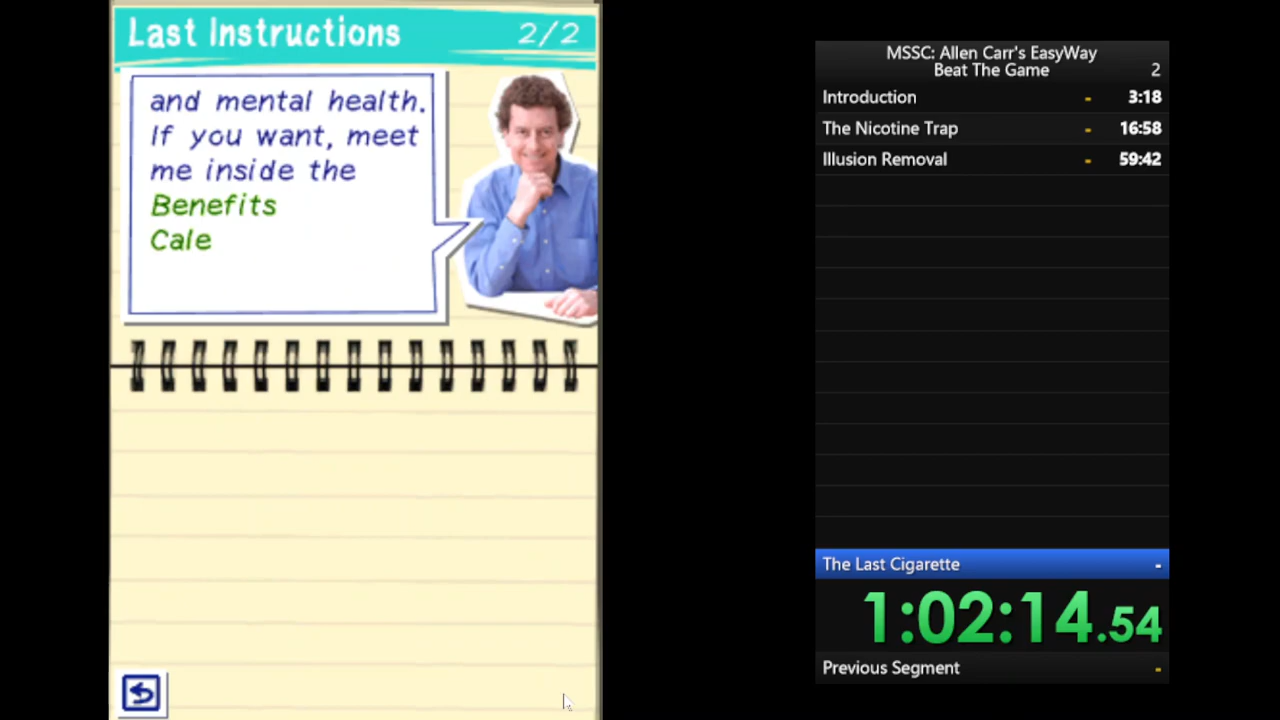 Last Instructions 2/2
and mental health.
If you want, meet
me inside the
Benefits
Cale
MSSC: Allen Carr's EasyWay
Beat The Game 2
Introduction - 3:18
The Nicotine Trap - 16:58
Illusion Removal - 59:42
The Last Cigarette -
1:02:14.54
Previous Segment -